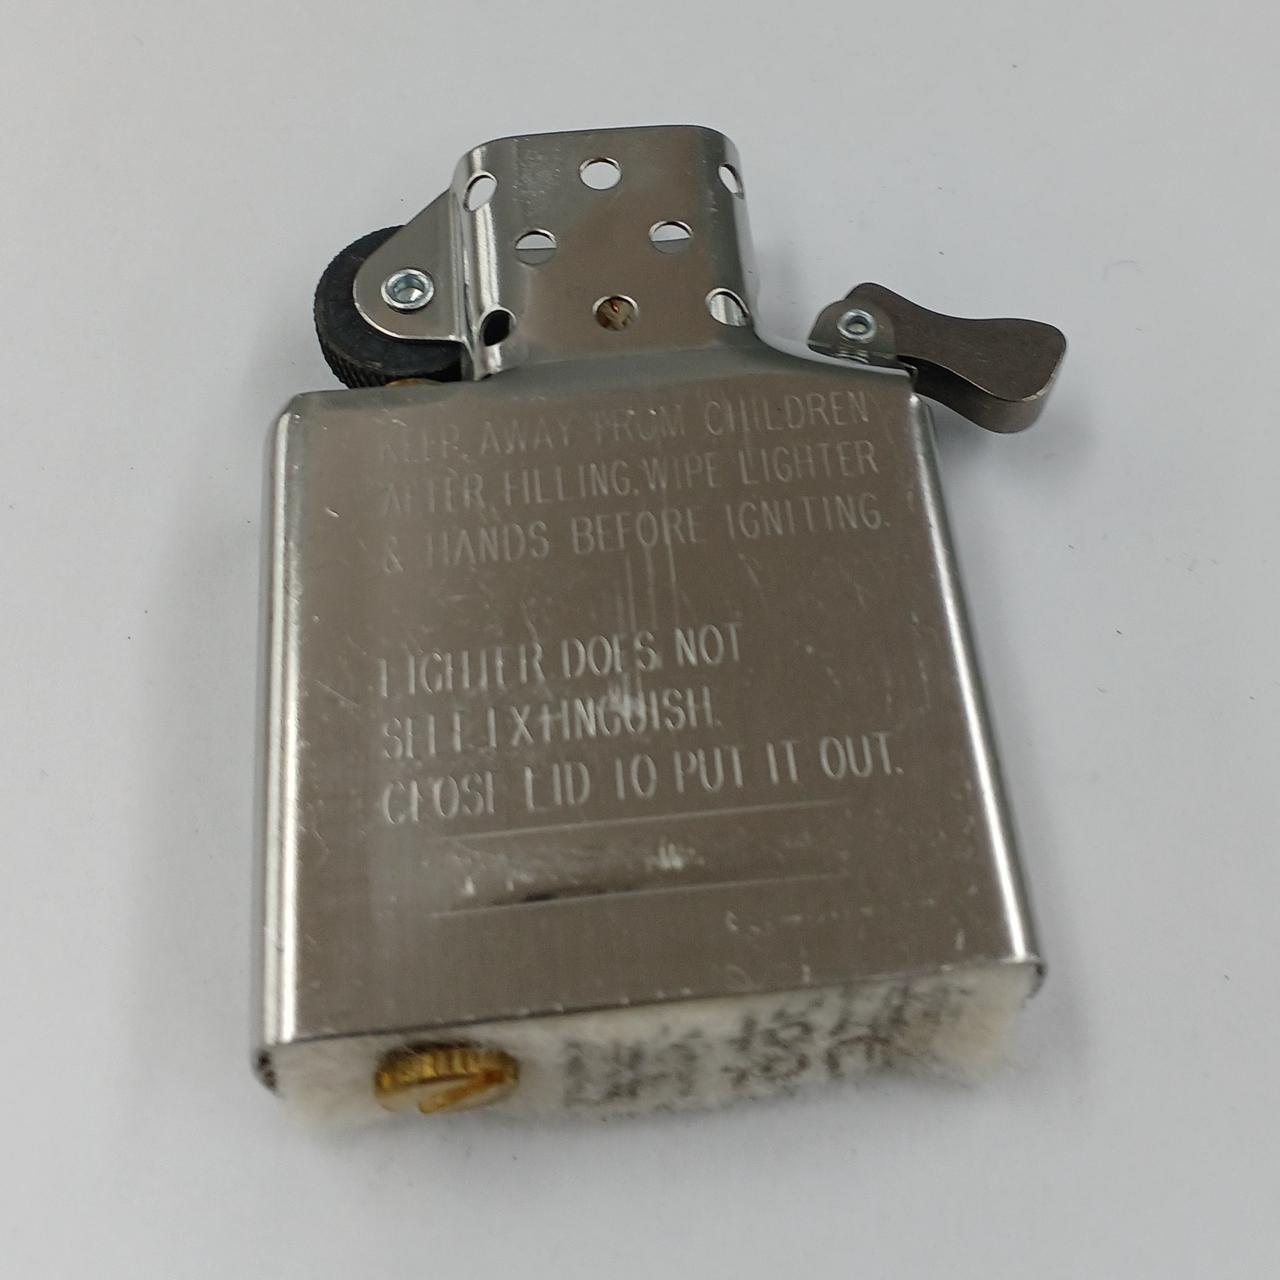 KEEP AWAY FROM CHILDREN
AFTER FILLING, WIPE LIGHTER
& HANDS BEFORE IGNITING.
LIGHTER DOES NOT
SELF EXTINGUISH.
CLOSE LID TO PUT IT OUT.